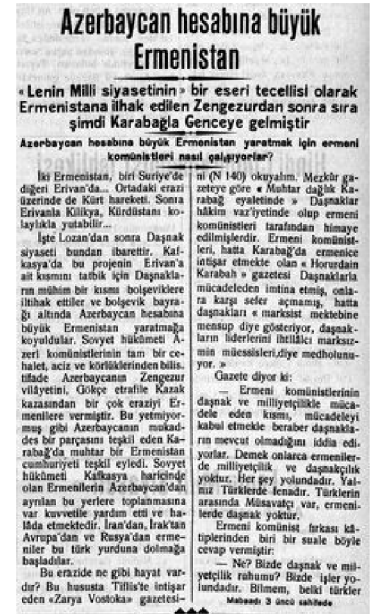 Azerbaycan hesabına büyük
Ermenistan
« Lenin Milli siyasetinin » bir eseri tecellisi olarak
Ermenistana ilhak edilen Zengezurdan sonra sıra
şimdi Karabağla Genceye gelmiştir
Azerbaycan hesabına büyük Ermenistan yaratmak için ermeni
komünistleri nasıl çalışıyorlar?
İki Ermenistan, biri Suriye'de
diğeri Erivan'da... Ortadaki erazi
üzerinde de Kürt hareketi. Sonra
Erivanla Kilikya, Kürdüstanı ko-
laylıkla yutabilir...
İşte Lozan'dan sonra Daşnak
siyaseti bundan ibarettir. Kaf-
kasya'da bu projenin Erivan'a
ait kısmını tatbik için Daşnakla-
rın mühim bir kısmı bolşeviklere
iltihak ettiler ve bolşevik bayra-
ğı altında Azerbaycan hesabına
büyük Ermenistan yaratmağa
koyuldular. Sovyet hükûmeti A-
zeri komünistlerinin tam bir ce-
halet, aciz ve körlüklerinden bilis.
tifade Azerbaycanın Zengezur
vilâyetini, Gökçe etrafile Kazak
kazasından bir çok eraziyi Er-
menilere vermiştir. Bu yetmiyor-
muş gibi Azerbaycanın mukad-
des bir parçasını teşkil eden Ka-
rabağ'da muhtar bir Ermenistan
cumhuriyeti teşkil eyledi. Sovyet
hükûmeti Kafkasya haricinde
olan Ermenilerin Azerbaycan'dan
ayrılan bu yerlere toplanmasına
var kuvvetile yardım etti ve ha-
lâda etmektedir. İran'dan, Irak'tan
Avrupa'dan ve Rusya'dan ermeni-
ler bu türk yurduna dolmağa
başladılar.
Bu erazide ne gibi hayat var-
dır? Bu hususta Tiflis'te intişar
eden «Zarya Vostoka» gazetesi-
ni (N 140) okuyalım. Mezkûr ga-
zeteye göre « Muhtar dağlık Kara-
bağ eyaletinde » Daşnaklar
hâkim vaz'iyetinde olup ermeni
komünistleri tarafından himaye
edilmişlerdir. Ermeni komünist-
leri, hatta Karabağ'da ermenice
intişar etmekte olan « Horurdain
Karabah » gazetesi Daşnaklarla
mücadeleden imtina etmiş, onla-
ra karşı sefer açmamış, hatta
daşnakları « marksist mektebine
mensup diye gösteriyor, daşnak-
ların liderlerini ihtilâlci marksiz-
min müessisleri,diye medholunu-
yor. »
Gazete diyor ki:
Ermeni komünistlerinin
daşnak ve milliyetçilikle müca-
dele eden kısmı, mücadeleyi
kabul etmekle beraber daşnakla-
rın mevcut olmadığını iddia edi-
yorlar. Demek onlarca ermeniler-
de milliyetçilik ve daşnakçılık
yoktur. Her şey yolundadır. Yal-
nız Türklerde fenadır. Türklerin
arasında Müsavatçı var, ermeni-
lerde daşnak yoktur.
Ermeni komünist fırkası kâ-
tiplerinden biri bir suale böyle
cevap vermiştir:
— Ne? Bizde daşnak ve mil-
yetçilik ruhumu? Bizde işler yo-
lundadır. Bilmem, belki türkler
Mabaadı 3 üncü sahifede